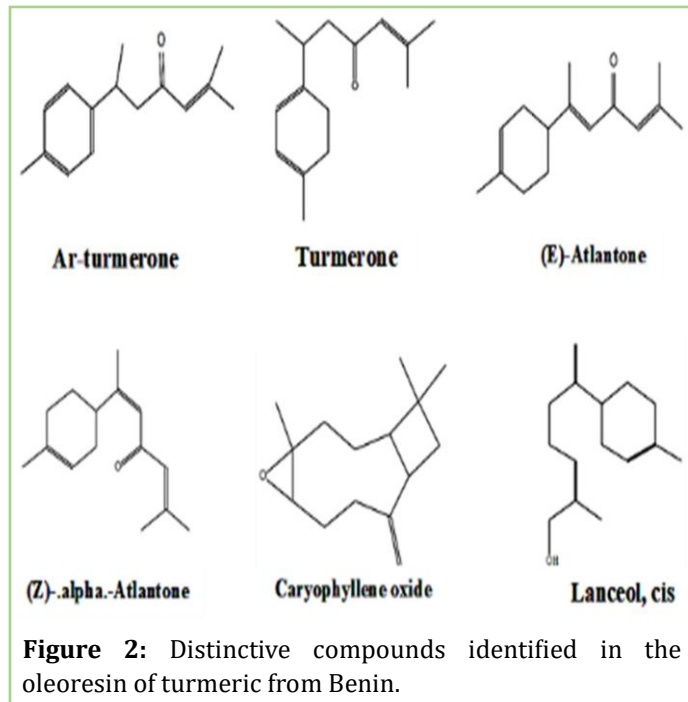 O
O
O
Ar-turmerone
Turmerone
(E)-Atlantone
O
O
OH
(Z)-.alpha.-Atlantone
Caryophyllene oxide
Lanceol, cis
Figure 2: Distinctive compounds identified in the
oleoresin of turmeric from Benin.